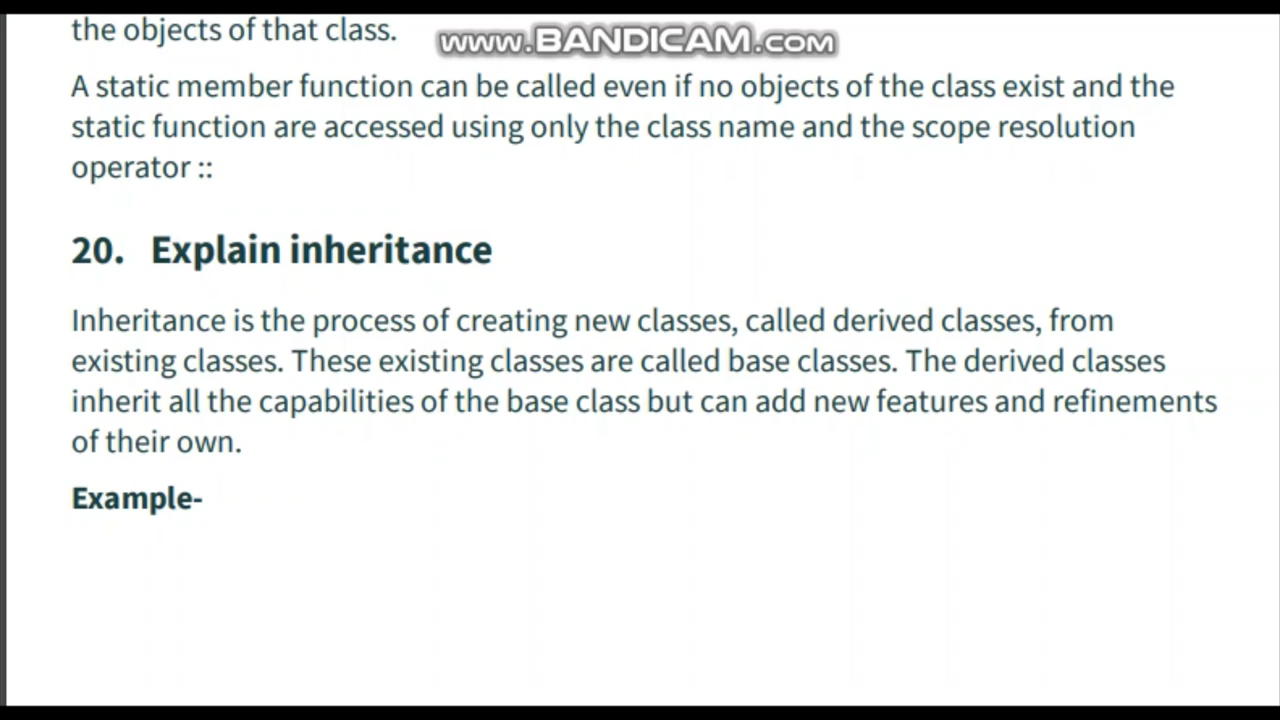 the objects of that class.
www.BANDICAM.com
A static member function can be called even if no objects of the class exist and the
static function are accessed using only the class name and the scope resolution
operator ::
20. Explain inheritance
Inheritance is the process of creating new classes, called derived classes, from
existing classes. These existing classes are called base classes. The derived classes
inherit all the capabilities of the base class but can add new features and refinements
of their own.
Example-